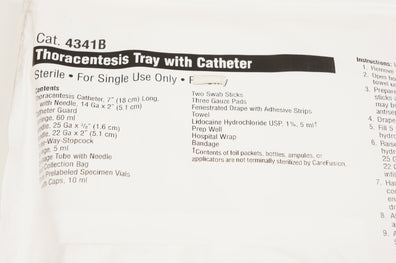 Cat. 4341B
Thoracentesis Tray with Catheter
Sterile • For Single Use Only •
Contents
Thoracentesis Catheter, 7" (18 cm) Long,
with Needle, 14 Ga x 2" (5.1 cm)
Guard
60 ml
25 Ga x 5/8" (1.6 cm)
22 Ga x 2" (5.1 cm)
-Way-Stopcock
5 ml
Tube with Needle
Collection Bag
Prelabeled Specimen Vials
Caps, 10 ml
Two Swab Sticks
Three Gauze Pads
Fenestrated Drape with Adhesive Strips
Towel
Lidocaine Hydrochloride USP, 1%, 5 ml†
Prep Well
Hospital Wrap
Bandage
†Contents of foil packets, bottles, ampules, or
applicators are not terminally sterilized by CareFusion.
Instructions:
1. Remove
2. Open
3.
4. Drape
5. Fill 5
6.
7.
8.
9.